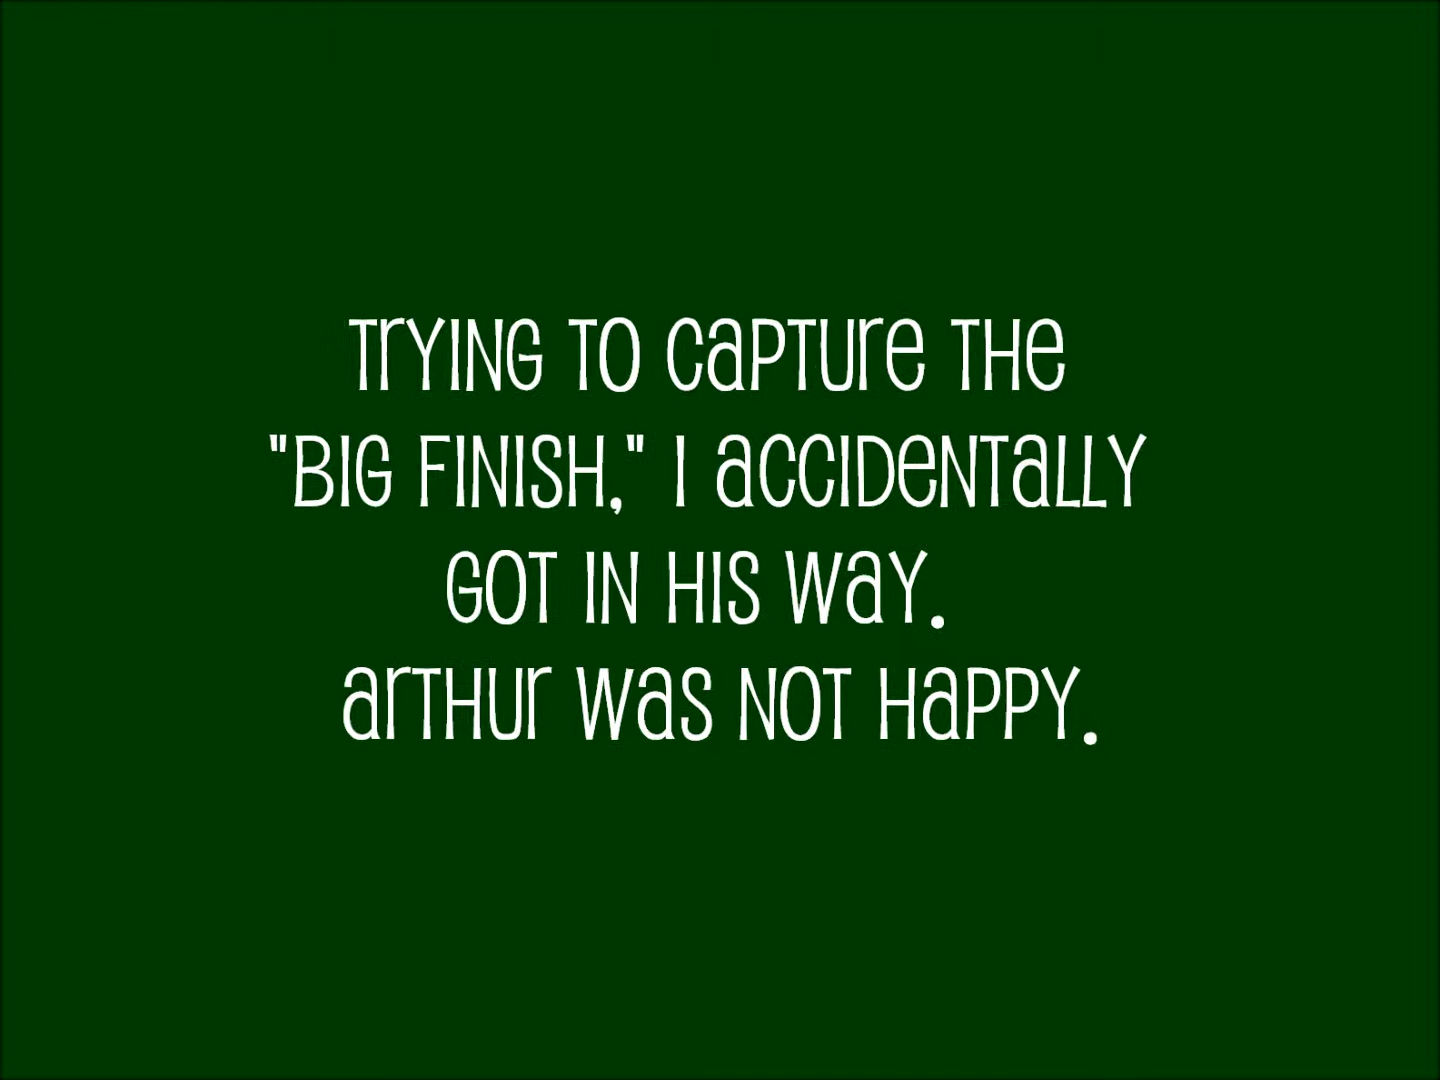 Trying to capture the
"Big Finish," I accidentally
got in his way.
Arthur was not happy.